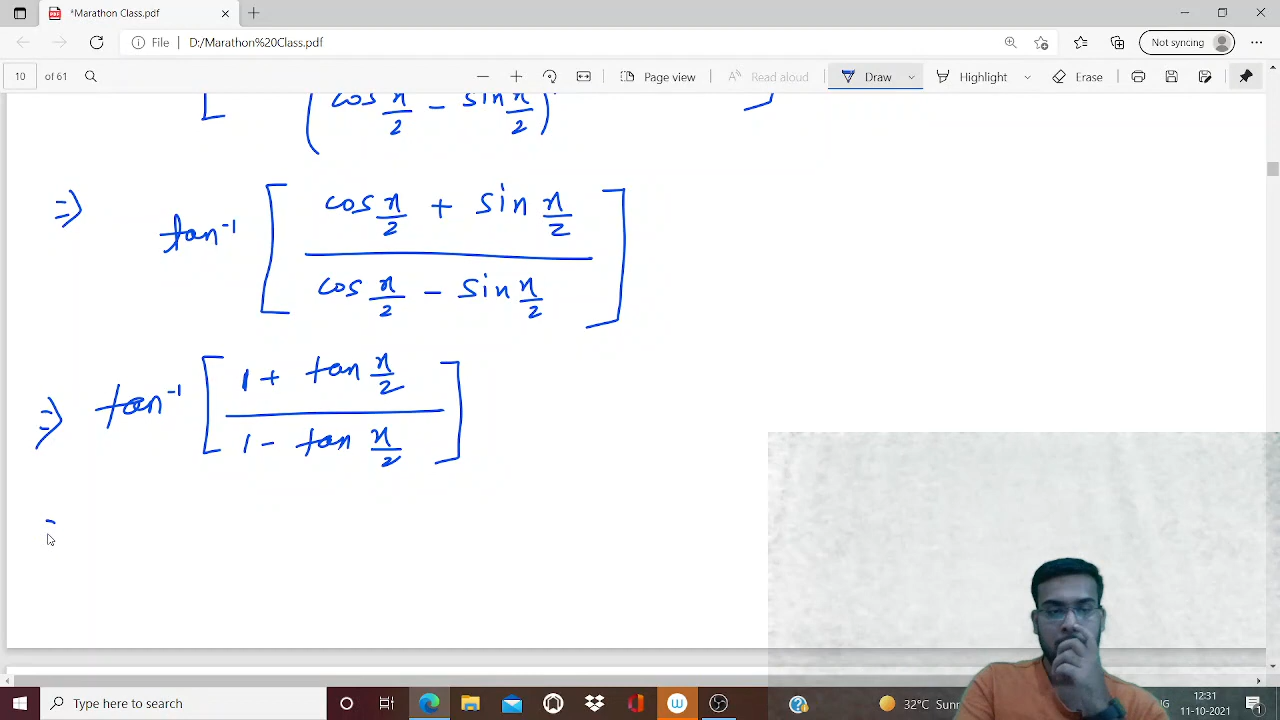 *Marathon Class.pdf
File | D:/Marathon%20Class.pdf
Not syncing
10 of 61
Page view
Read aloud
Draw
Highlight
Erase
[ (cos x/2 - sin x/2) ]
⇒ tan⁻¹ [ (cos x/2 + sin x/2) / (cos x/2 - sin x/2) ]
⇒ tan⁻¹ [ (1 + tan x/2) / (1 - tan x/2) ]
-
Type here to search
32°C Sunn
12:31
11-10-2021